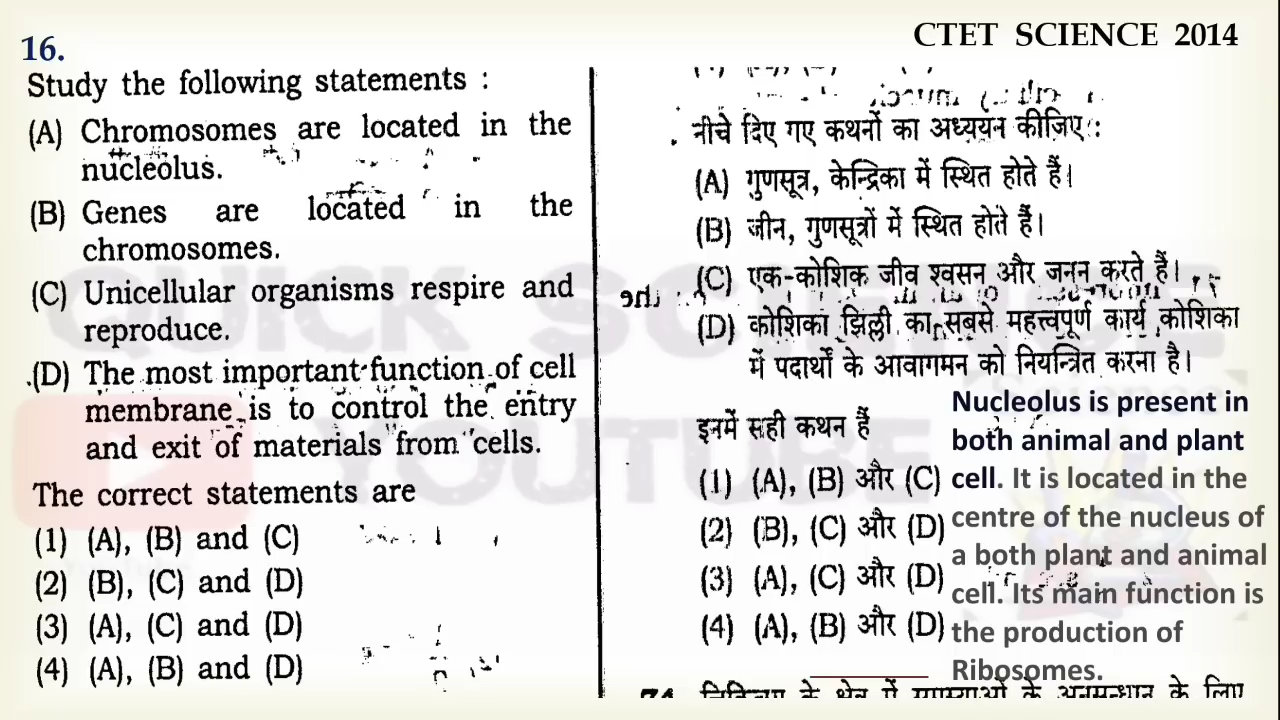 CTET SCIENCE 2014
16.
Study the following statements :
(A) Chromosomes are located in the
nucleolus.
(B) Genes are located in the
chromosomes.
(C) Unicellular organisms respire and
reproduce.
(D) The most important function of cell
membrane is to control the entry
and exit of materials from cells.
The correct statements are
(1) (A), (B) and (C)
(2) (B), (C) and (D)
(3) (A), (C) and (D)
(4) (A), (B) and (D)
नीचे दिए गए कथनों का अध्ययन कीजिए :
(A) गुणसूत्र, केन्द्रिका में स्थित होते हैं।
(B) जीन, गुणसूत्रों में स्थित होते हैं।
(C) एक-कोशिक जीव श्वसन और जनन करते हैं।
(D) कोशिका झिल्ली का सबसे महत्त्वपूर्ण कार्य कोशिका
में पदार्थों के आवागमन को नियन्त्रित करना है।
इनमें सही कथन हैं
(1) (A), (B) और (C)
(2) (B), (C) और (D)
(3) (A), (C) और (D)
(4) (A), (B) और (D)
Nucleolus is present in
both animal and plant
cell. It is located in the
centre of the nucleus of
a both plant and animal
cell. Its main function is
the production of
Ribosomes.
QUICK SCIENCE
YOUTUBE